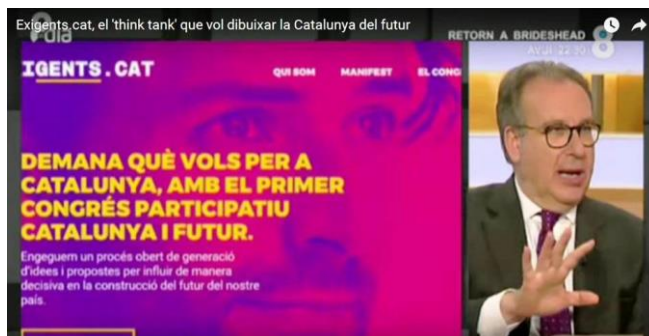 Exigents.cat, el 'think tank' que vol dibuixar la Catalunya del futur
8 aldia
RETORN A BRIDESHEAD
AVUI 22:30
8
IGENTS.CAT
QUI SOM
MANIFEST
EL CONG
DEMANA QUÈ VOLS PER A
CATALUNYA, AMB EL PRIMER
CONGRÉS PARTICIPATIU
CATALUNYA I FUTUR.
Engeguem un procés obert de generació
d'idees i propostes per influir de manera
decisiva en la construcció del futur del nostre
país.